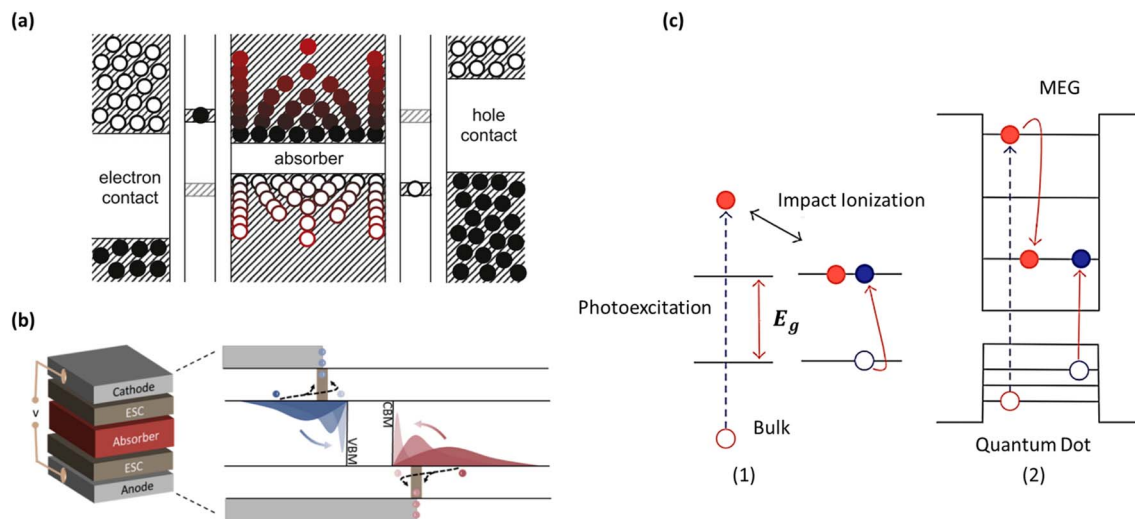 (a)
electron
contact
absorber
hole
contact
(b)
Cathode
ESC
Absorber
ESC
Anode
V
VBM
CBM
(c)
MEG
Impact Ionization
Photoexcitation
E_g
Bulk
Quantum Dot
(1)
(2)